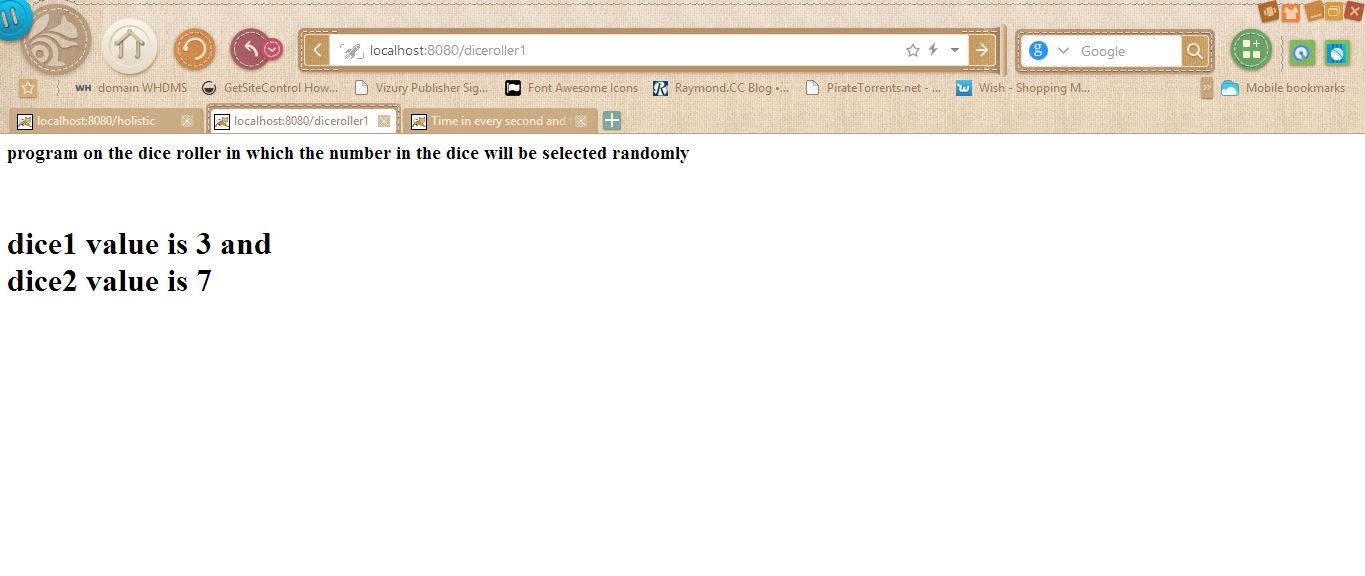 localhost:8080/diceroller1
Google
WH domain WHDMS GetSiteControl How... Vizury Publisher Sig... Font Awesome Icons Raymond.CC Blog •... PirateTorrents.net - ... Wish - Shopping M... Mobile bookmarks
localhost:8080/holistic localhost:8080/diceroller1 Time in every second and
program on the dice roller in which the number in the dice will be selected randomly
dice1 value is 3 and
dice2 value is 7